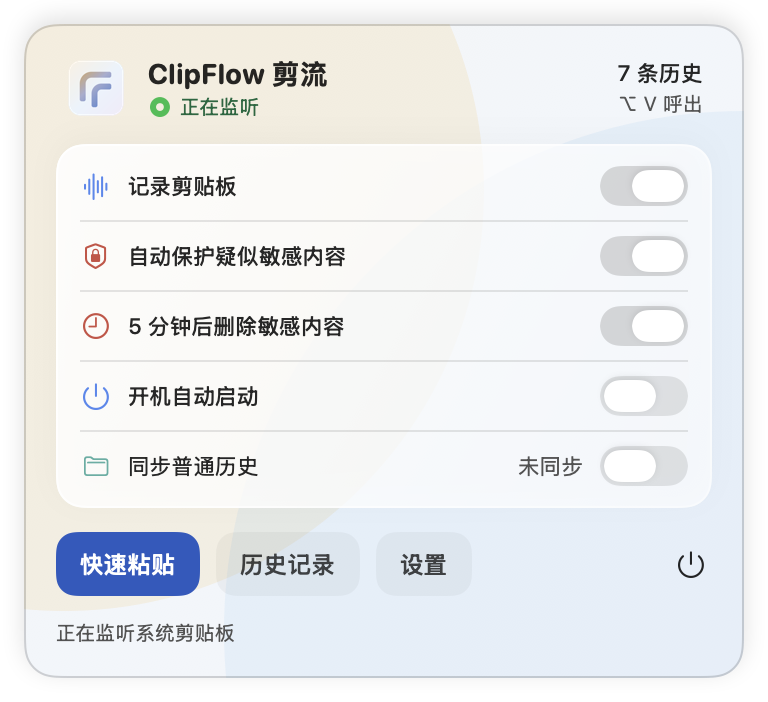 ClipFlow 剪流
正在监听
7 条历史
⌥ V 呼出
记录剪贴板
自动保护疑似敏感内容
5 分钟后删除敏感内容
开机自动启动
同步普通历史 未同步
快速粘贴 历史记录 设置
正在监听系统剪贴板